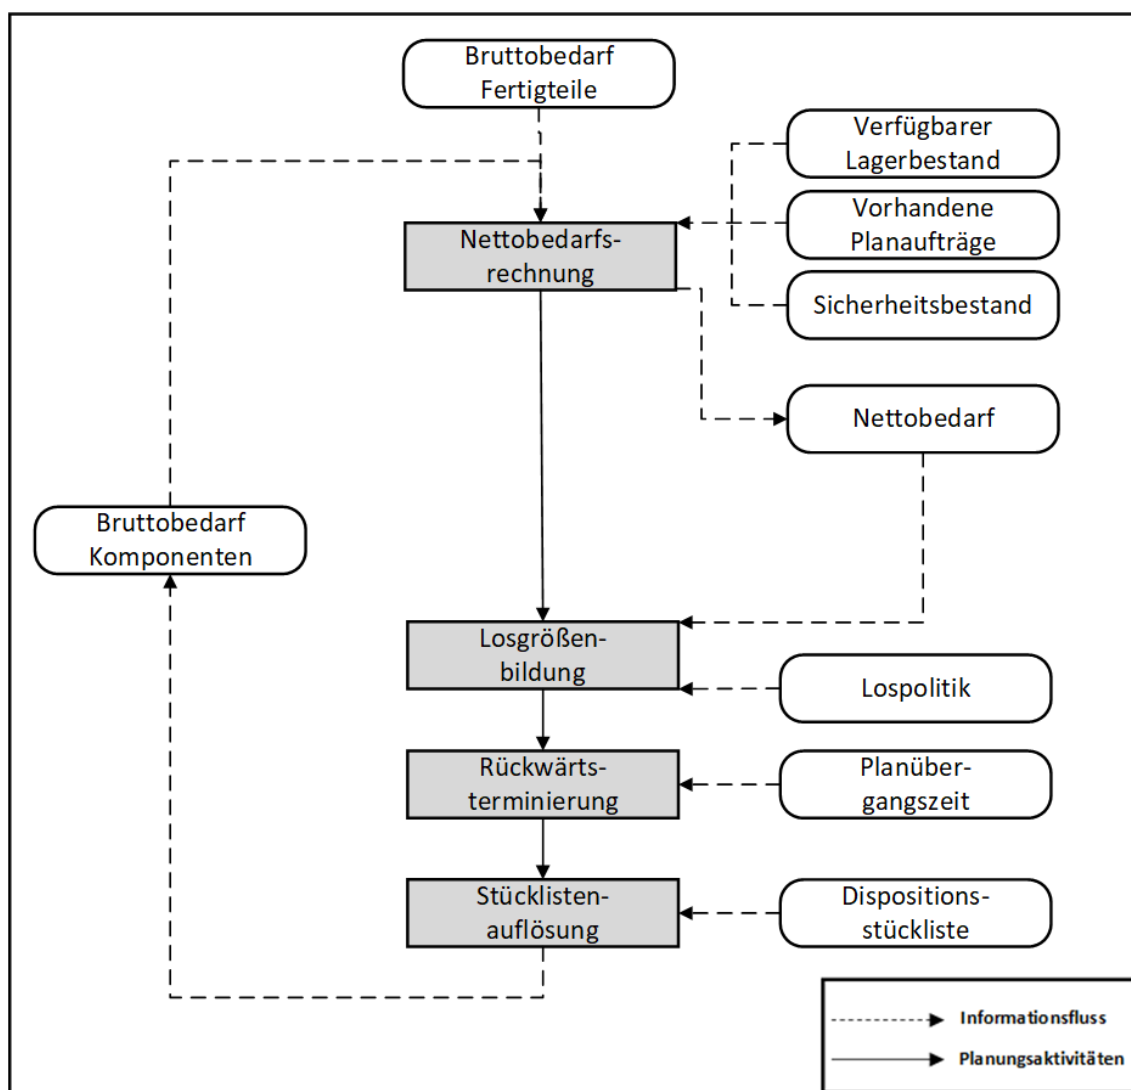 Bruttobedarf
Fertigteile
Verfügbarer
Lagerbestand
Vorhandene
Planaufträge
Sicherheitsbestand
Nettobedarfs-
rechnung
Nettobedarf
Bruttobedarf
Komponenten
Losgrößen-
bildung
Lospolitik
Rückwärts-
terminierung
Planüber-
gangszeit
Stücklisten-
auflösung
Dispositions-
stückliste
Informationsfluss
Planungsaktivitäten